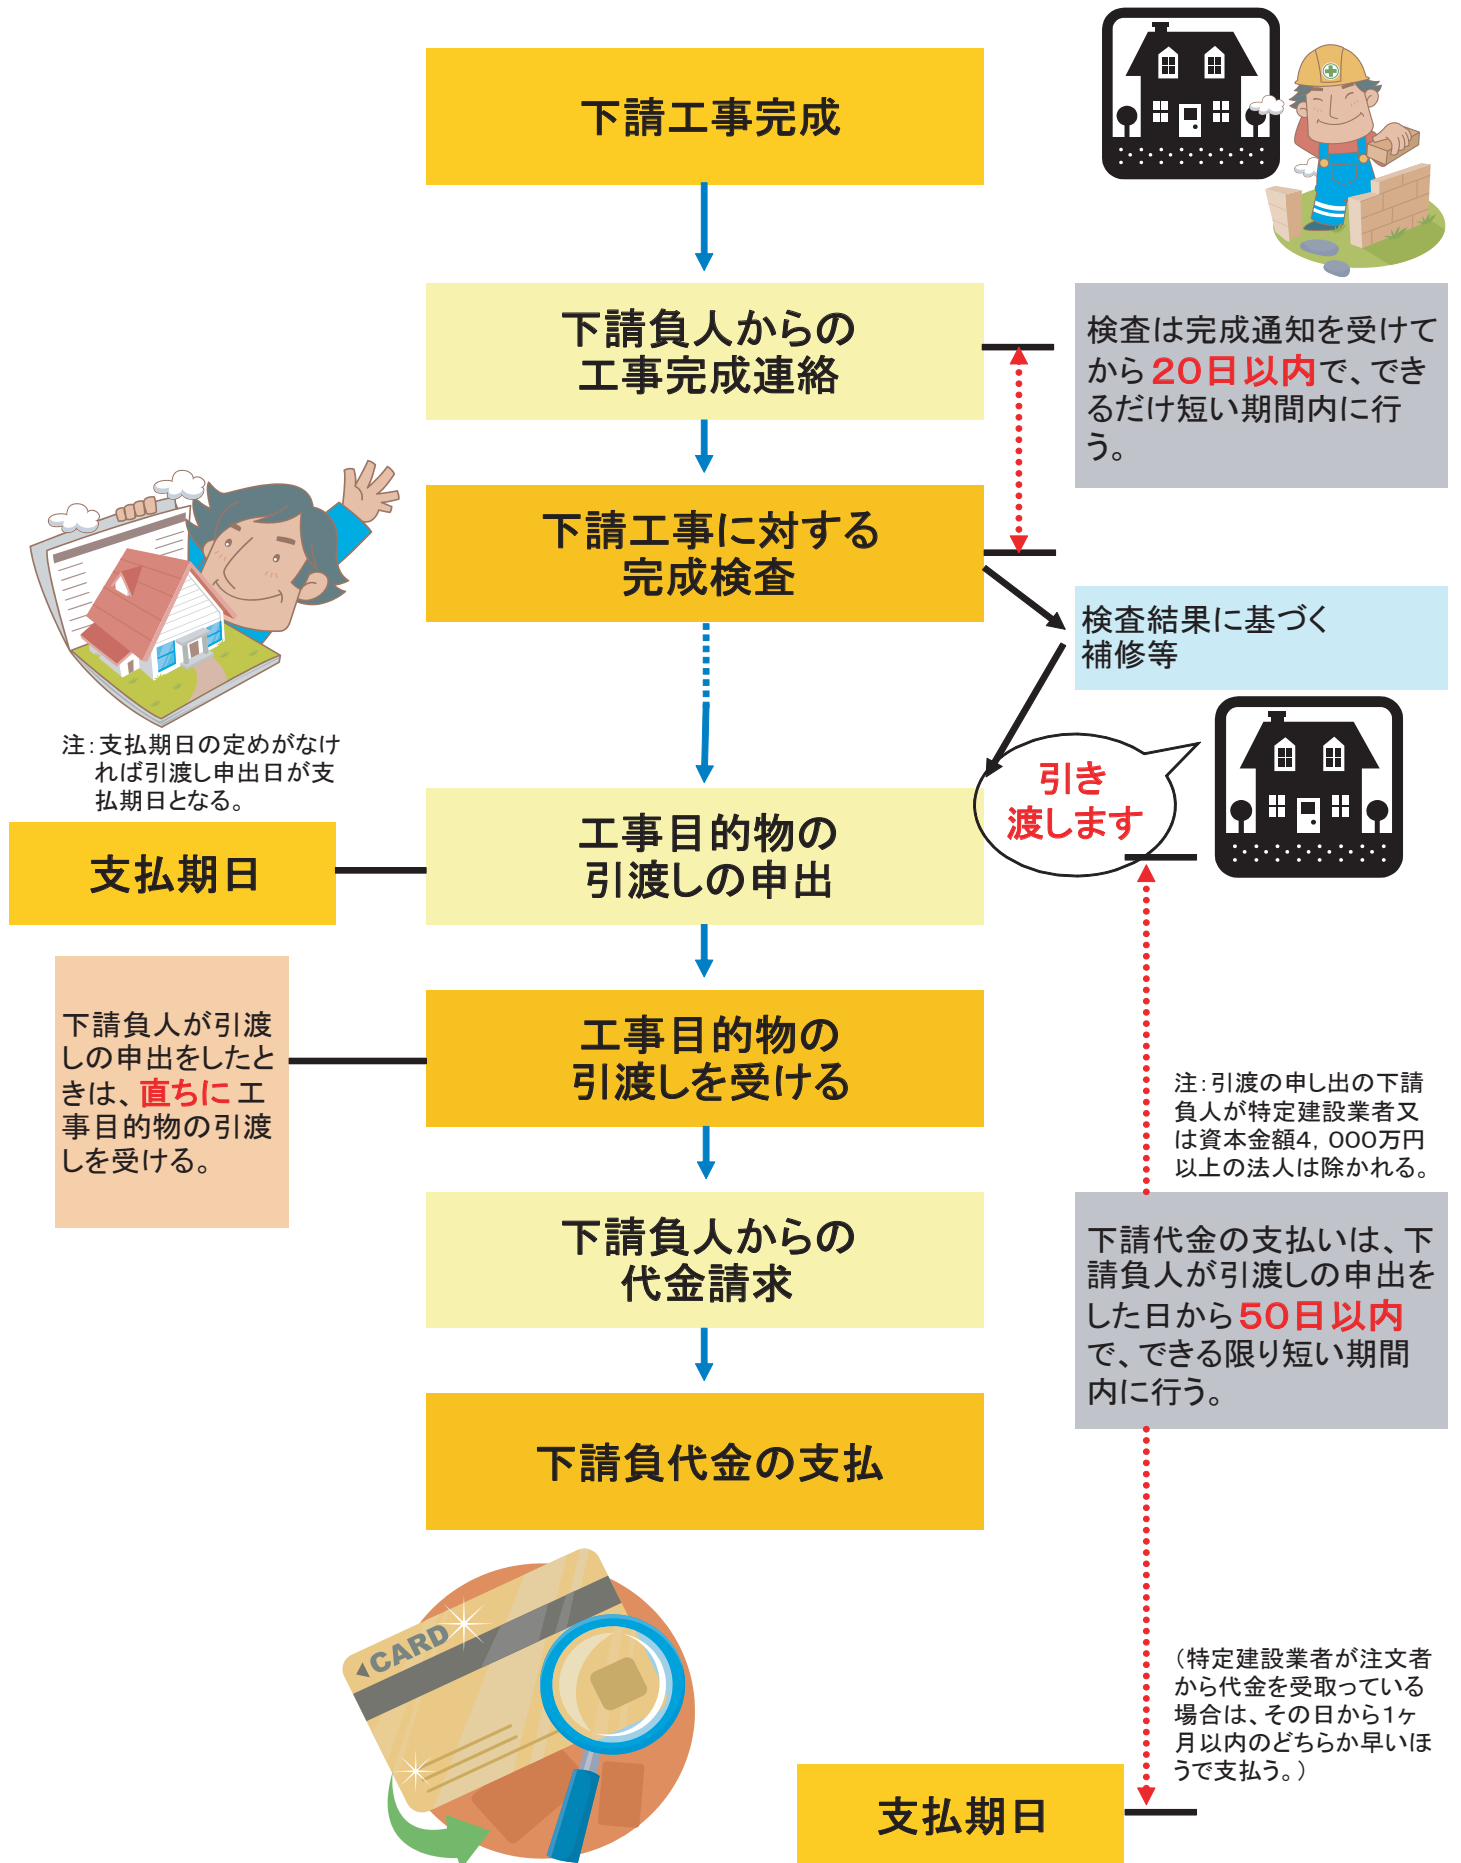 下請工事完成
下請負人からの
工事完成連絡
検査は完成通知を受けて
から20日以内で、でき
るだけ短い期間内に行
う。
下請工事に対する
完成検査
検査結果に基づく
補修等
注：支払期日の定めがなけ
れば引渡し申出日が支
払期日となる。
引き
渡します
支払期日
工事目的物の
引渡しの申出
下請負人が引渡
しの申出をしたと
きは、直ちに工
事目的物の引渡
しを受ける。
工事目的物の
引渡しを受ける
注：引渡の申し出の下請
負人が特定建設業者又
は資本金額4，000万円
以上の法人は除かれる。
下請負人からの
代金請求
下請代金の支払いは、下
請負人が引渡しの申出を
した日から50日以内
で、できる限り短い期間
内に行う。
下請負代金の支払
CARD
（特定建設業者が注文者
から代金を受取っている
場合は、その日から1ヶ
月以内のどちらか早いほ
うで支払う。）
支払期日